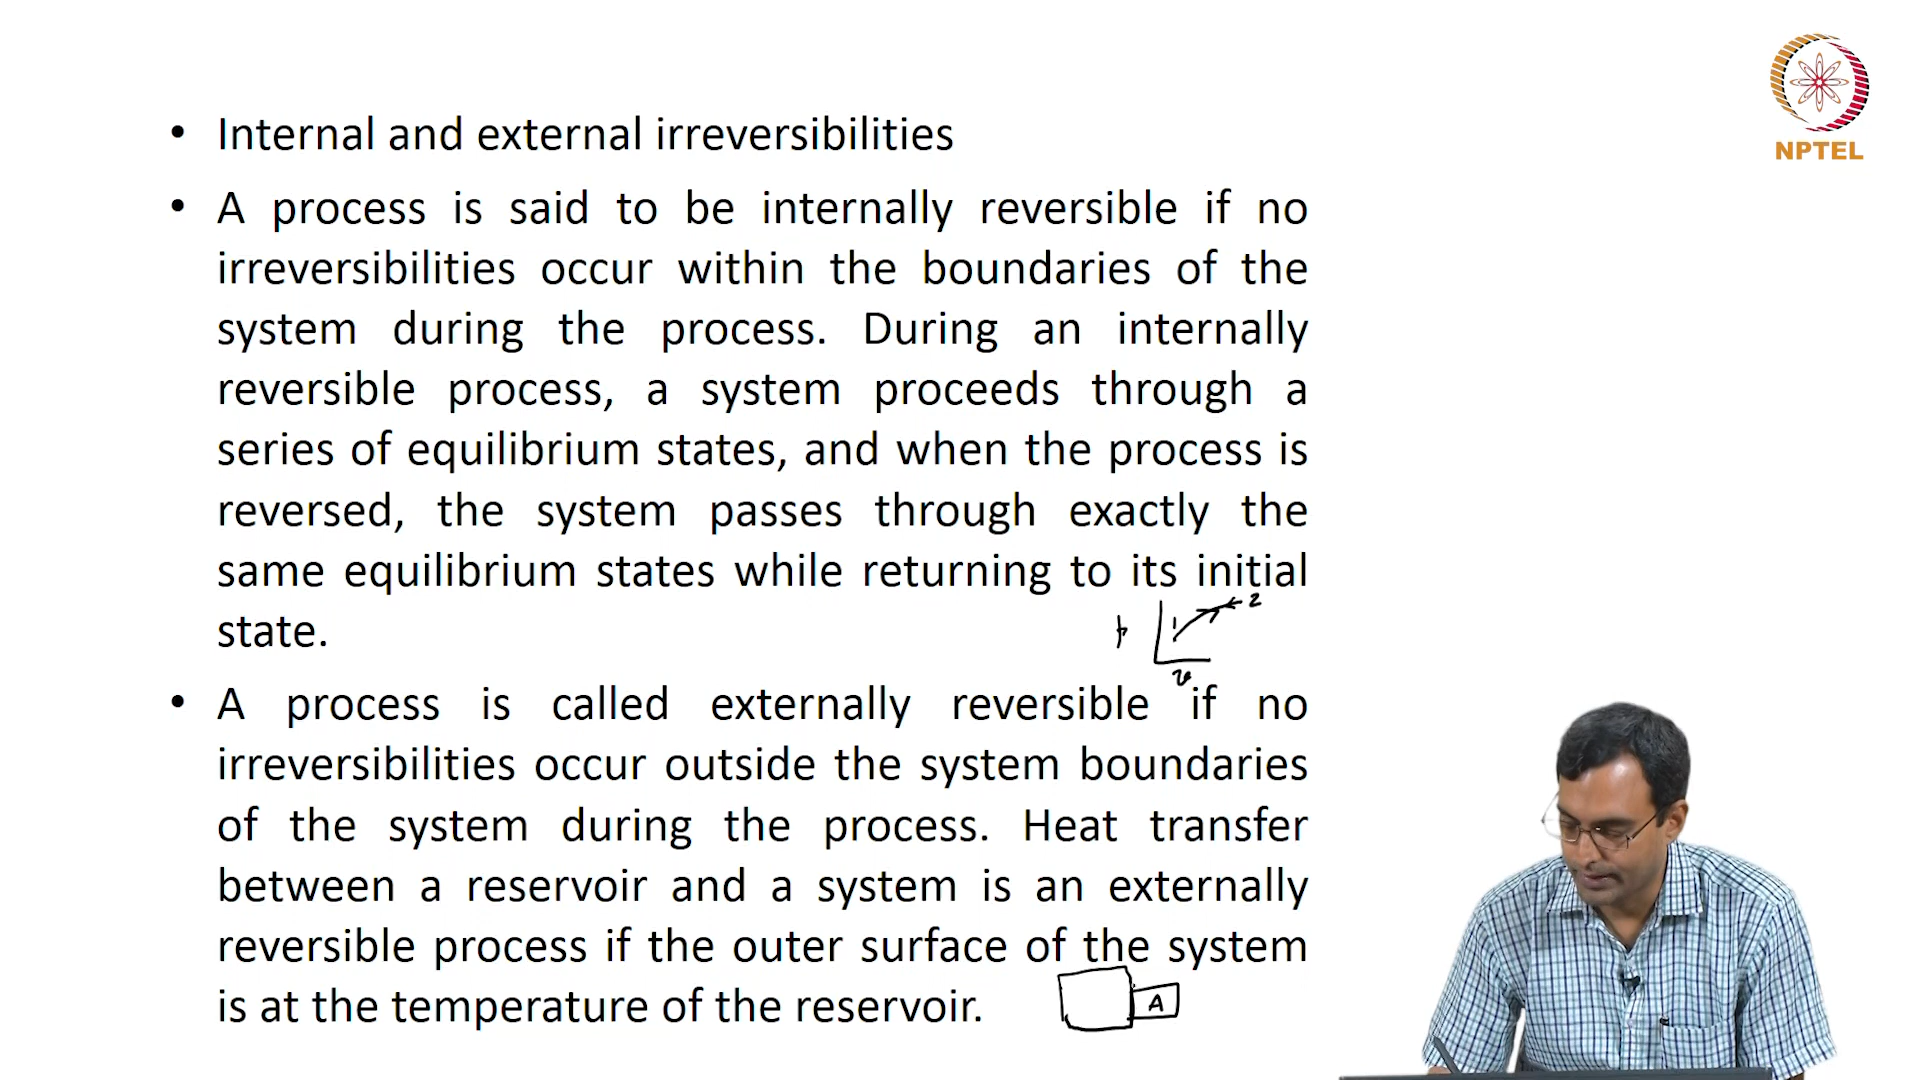 NPTEL
• Internal and external irreversibilities
• A process is said to be internally reversible if no
irreversibilities occur within the boundaries of the
system during the process. During an internally
reversible process, a system proceeds through a
series of equilibrium states, and when the process is
reversed, the system passes through exactly the
same equilibrium states while returning to its initial
state.
1
2
v
• A process is called externally reversible if no
irreversibilities occur outside the system boundaries
of the system during the process. Heat transfer
between a reservoir and a system is an externally
reversible process if the outer surface of the system
is at the temperature of the reservoir.
A